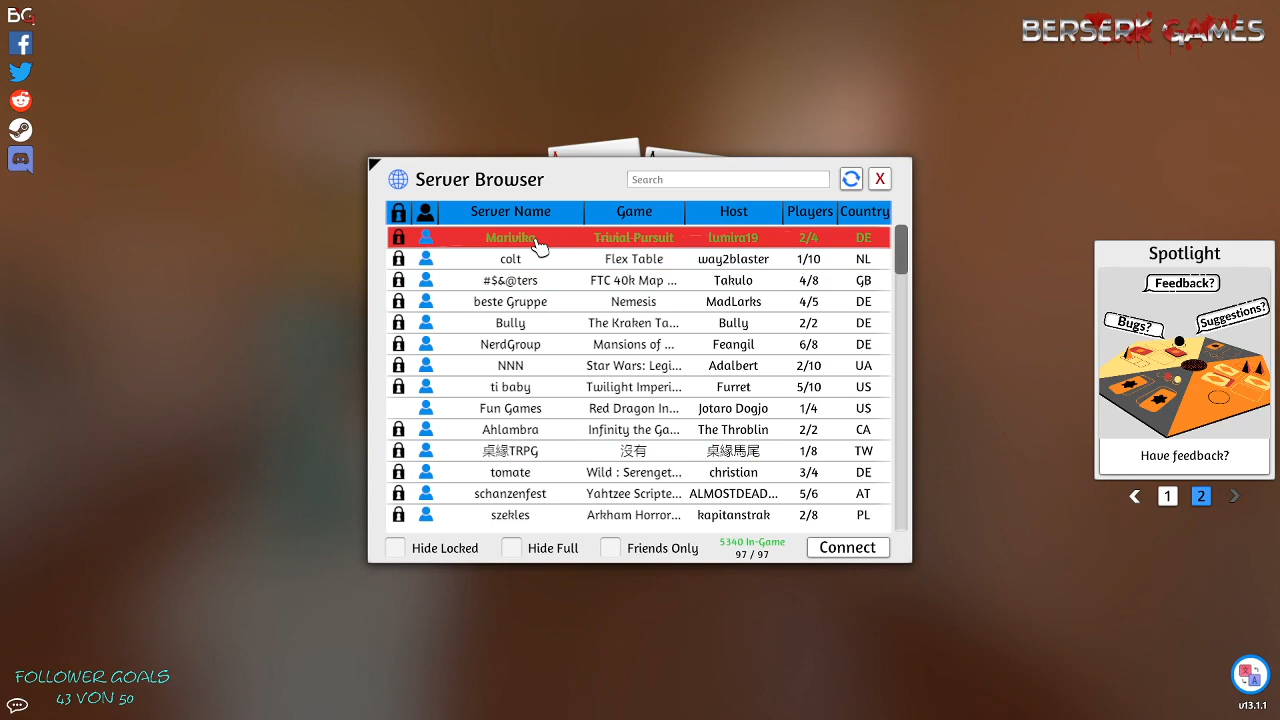 BG
BERSERK GAMES
Server Browser
Search
X
Server Name Game Host Players Country
Marivika Trivial Pursuit lumira19 2/4 DE
colt Flex Table way2blaster 1/10 NL
#$&@ters FTC 40k Map ... Takulo 4/8 GB
beste Gruppe Nemesis MadLarks 4/5 DE
Bully The Kraken Ta... Bully 2/2 DE
NerdGroup Mansions of ... Feangil 6/8 DE
NNN Star Wars: Legi... Adalbert 2/10 UA
ti baby Twilight Imperi... Furret 5/10 US
Fun Games Red Dragon In... Jotaro Dogjo 1/4 US
Ahlambra Infinity the Ga... The Throblin 2/2 CA
桌緣TRPG 沒有 桌緣馬尾 1/8 TW
tomate Wild : Serenget... christian 3/4 DE
schanzenfest Yahtzee Scripte... ALMOSTDEAD... 5/6 AT
szekles Arkham Horror... kapitanstrak 2/8 PL
Hide Locked Hide Full Friends Only 5340 In-Game Connect
97 / 97
Spotlight
Feedback?
Bugs? Suggestions?
Have feedback?
1 2
FOLLOWER GOALS
43 VON 50
v13.1.1